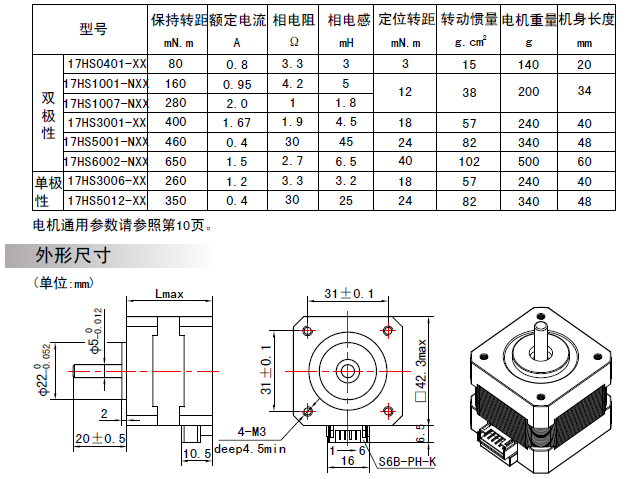 型号 保持转距 mN.m 额定电流 A 相电阻 Ω 相电感 mH 定位转距 mN.m 转动惯量 g.cm² 电机重量 g 机身长度 mm
双极性
17HS0401-XX 80 0.8 3.3 3 3 15 140 20
17HS1001-NXX 160 0.95 4.2 5 12 38 200 34
17HS1007-NXX 280 2.0 1 1.8
17HS3001-XX 400 1.67 1.9 4.5 18 57 240 40
17HS5001-NXX 460 0.4 30 45 24 82 340 48
17HS6002-NXX 650 1.5 2.7 6.5 40 102 500 60
单极性
17HS3006-XX 260 1.2 3.3 3.2 18 57 240 40
17HS5012-XX 350 0.4 30 25 24 82 340 48
电机通用参数请参照第10页。
外形尺寸
(单位:mm)
Lmax
Φ5 0 -0.012
Φ22 0 -0.052
2
20±0.5
10.5
31±0.1
31±0.1
□42.3max
4-M3
deep4.5min
6.5
1 6
16
S6B-PH-K